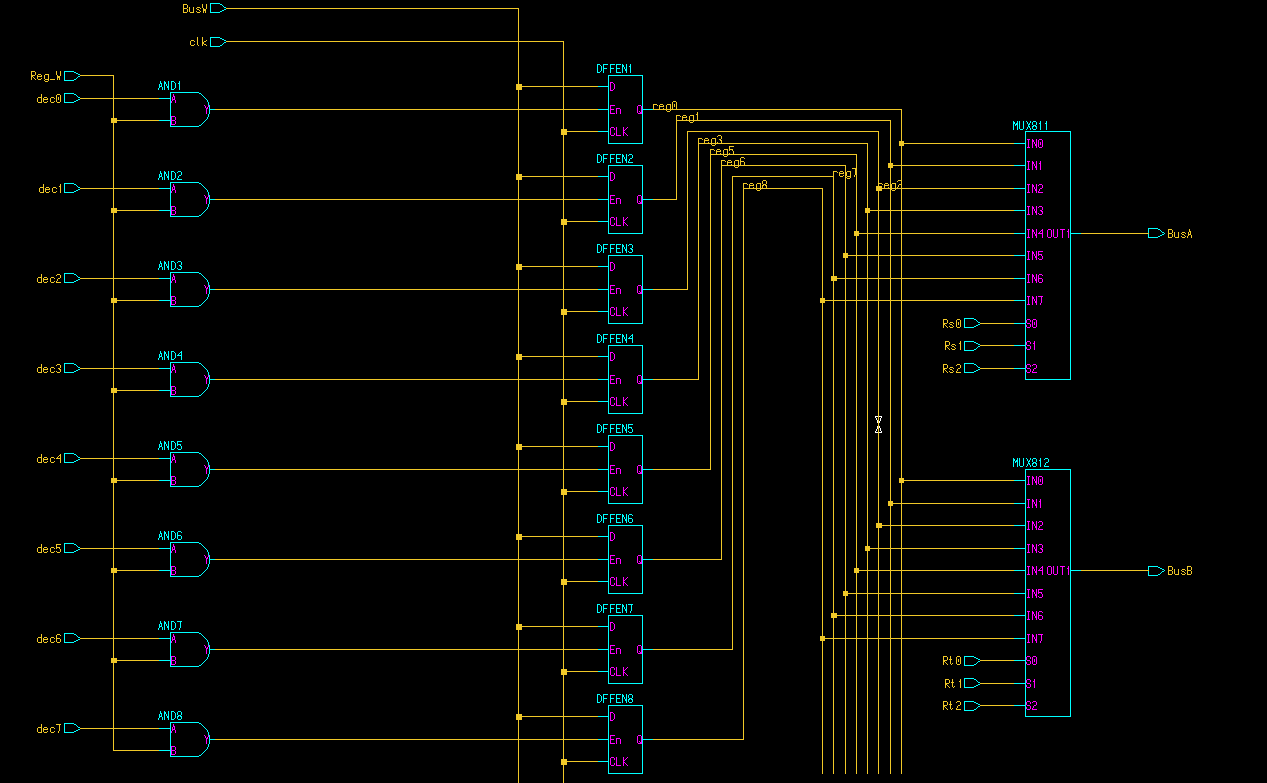 BusW
clk
Reg_W
dec0
AND1
A
B
Y
DFFEN1
D
En
CLK
Q
reg0
reg1
reg3
reg5
reg6
reg7
reg8
reg2
dec1
AND2
A
B
Y
DFFEN2
D
En
CLK
Q
dec2
AND3
A
B
Y
DFFEN3
D
En
CLK
Q
dec3
AND4
A
B
Y
DFFEN4
D
En
CLK
Q
dec4
AND5
A
B
Y
DFFEN5
D
En
CLK
Q
dec5
AND6
A
B
Y
DFFEN6
D
En
CLK
Q
dec6
AND7
A
B
Y
DFFEN7
D
En
CLK
Q
dec7
AND8
A
B
Y
DFFEN8
D
En
CLK
Q
MUX811
IN0
IN1
IN2
IN3
IN4 OUT1
IN5
IN6
IN7
Rs0 S0
Rs1 S1
Rs2 S2
BusA
MUX812
IN0
IN1
IN2
IN3
IN4 OUT1
IN5
IN6
IN7
Rt0 S0
Rt1 S1
Rt2 S2
BusB